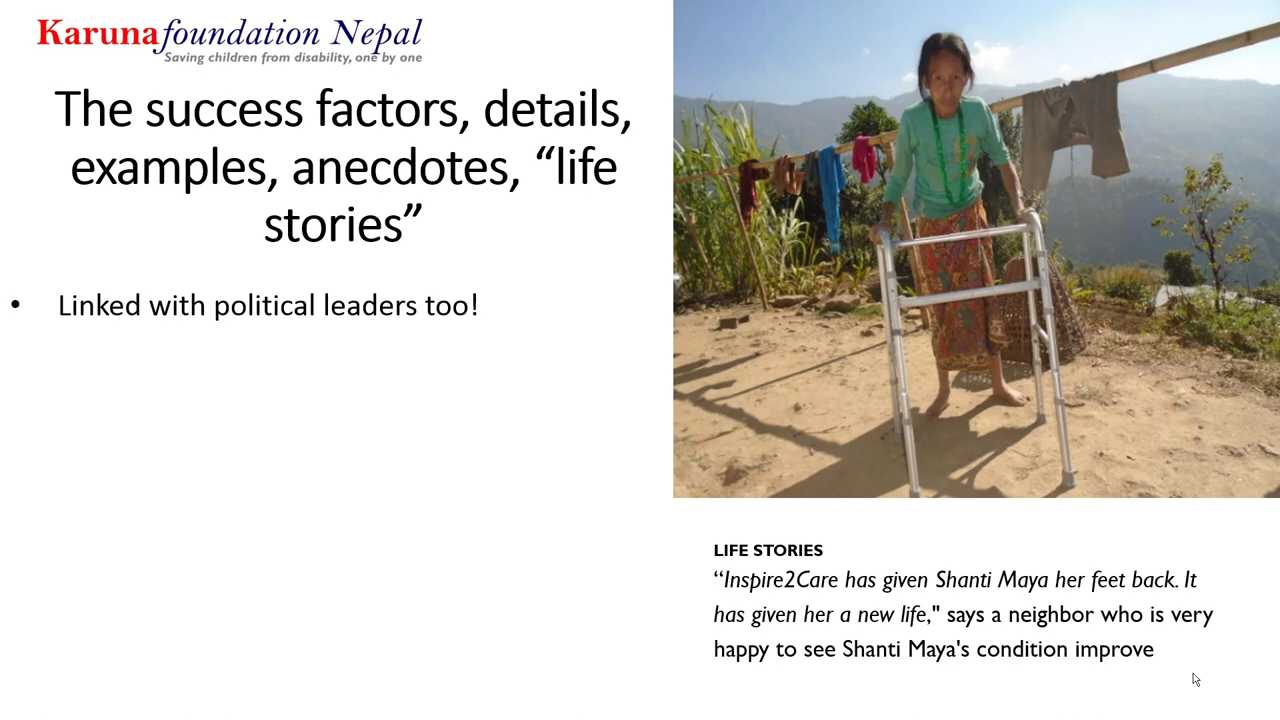 Karunafoundation Nepal
Saving children from disability, one by one
The success factors, details,
examples, anecdotes, “life
stories”
• Linked with political leaders too!
LIFE STORIES
“Inspire2Care has given Shanti Maya her feet back. It
has given her a new life," says a neighbor who is very
happy to see Shanti Maya's condition improve